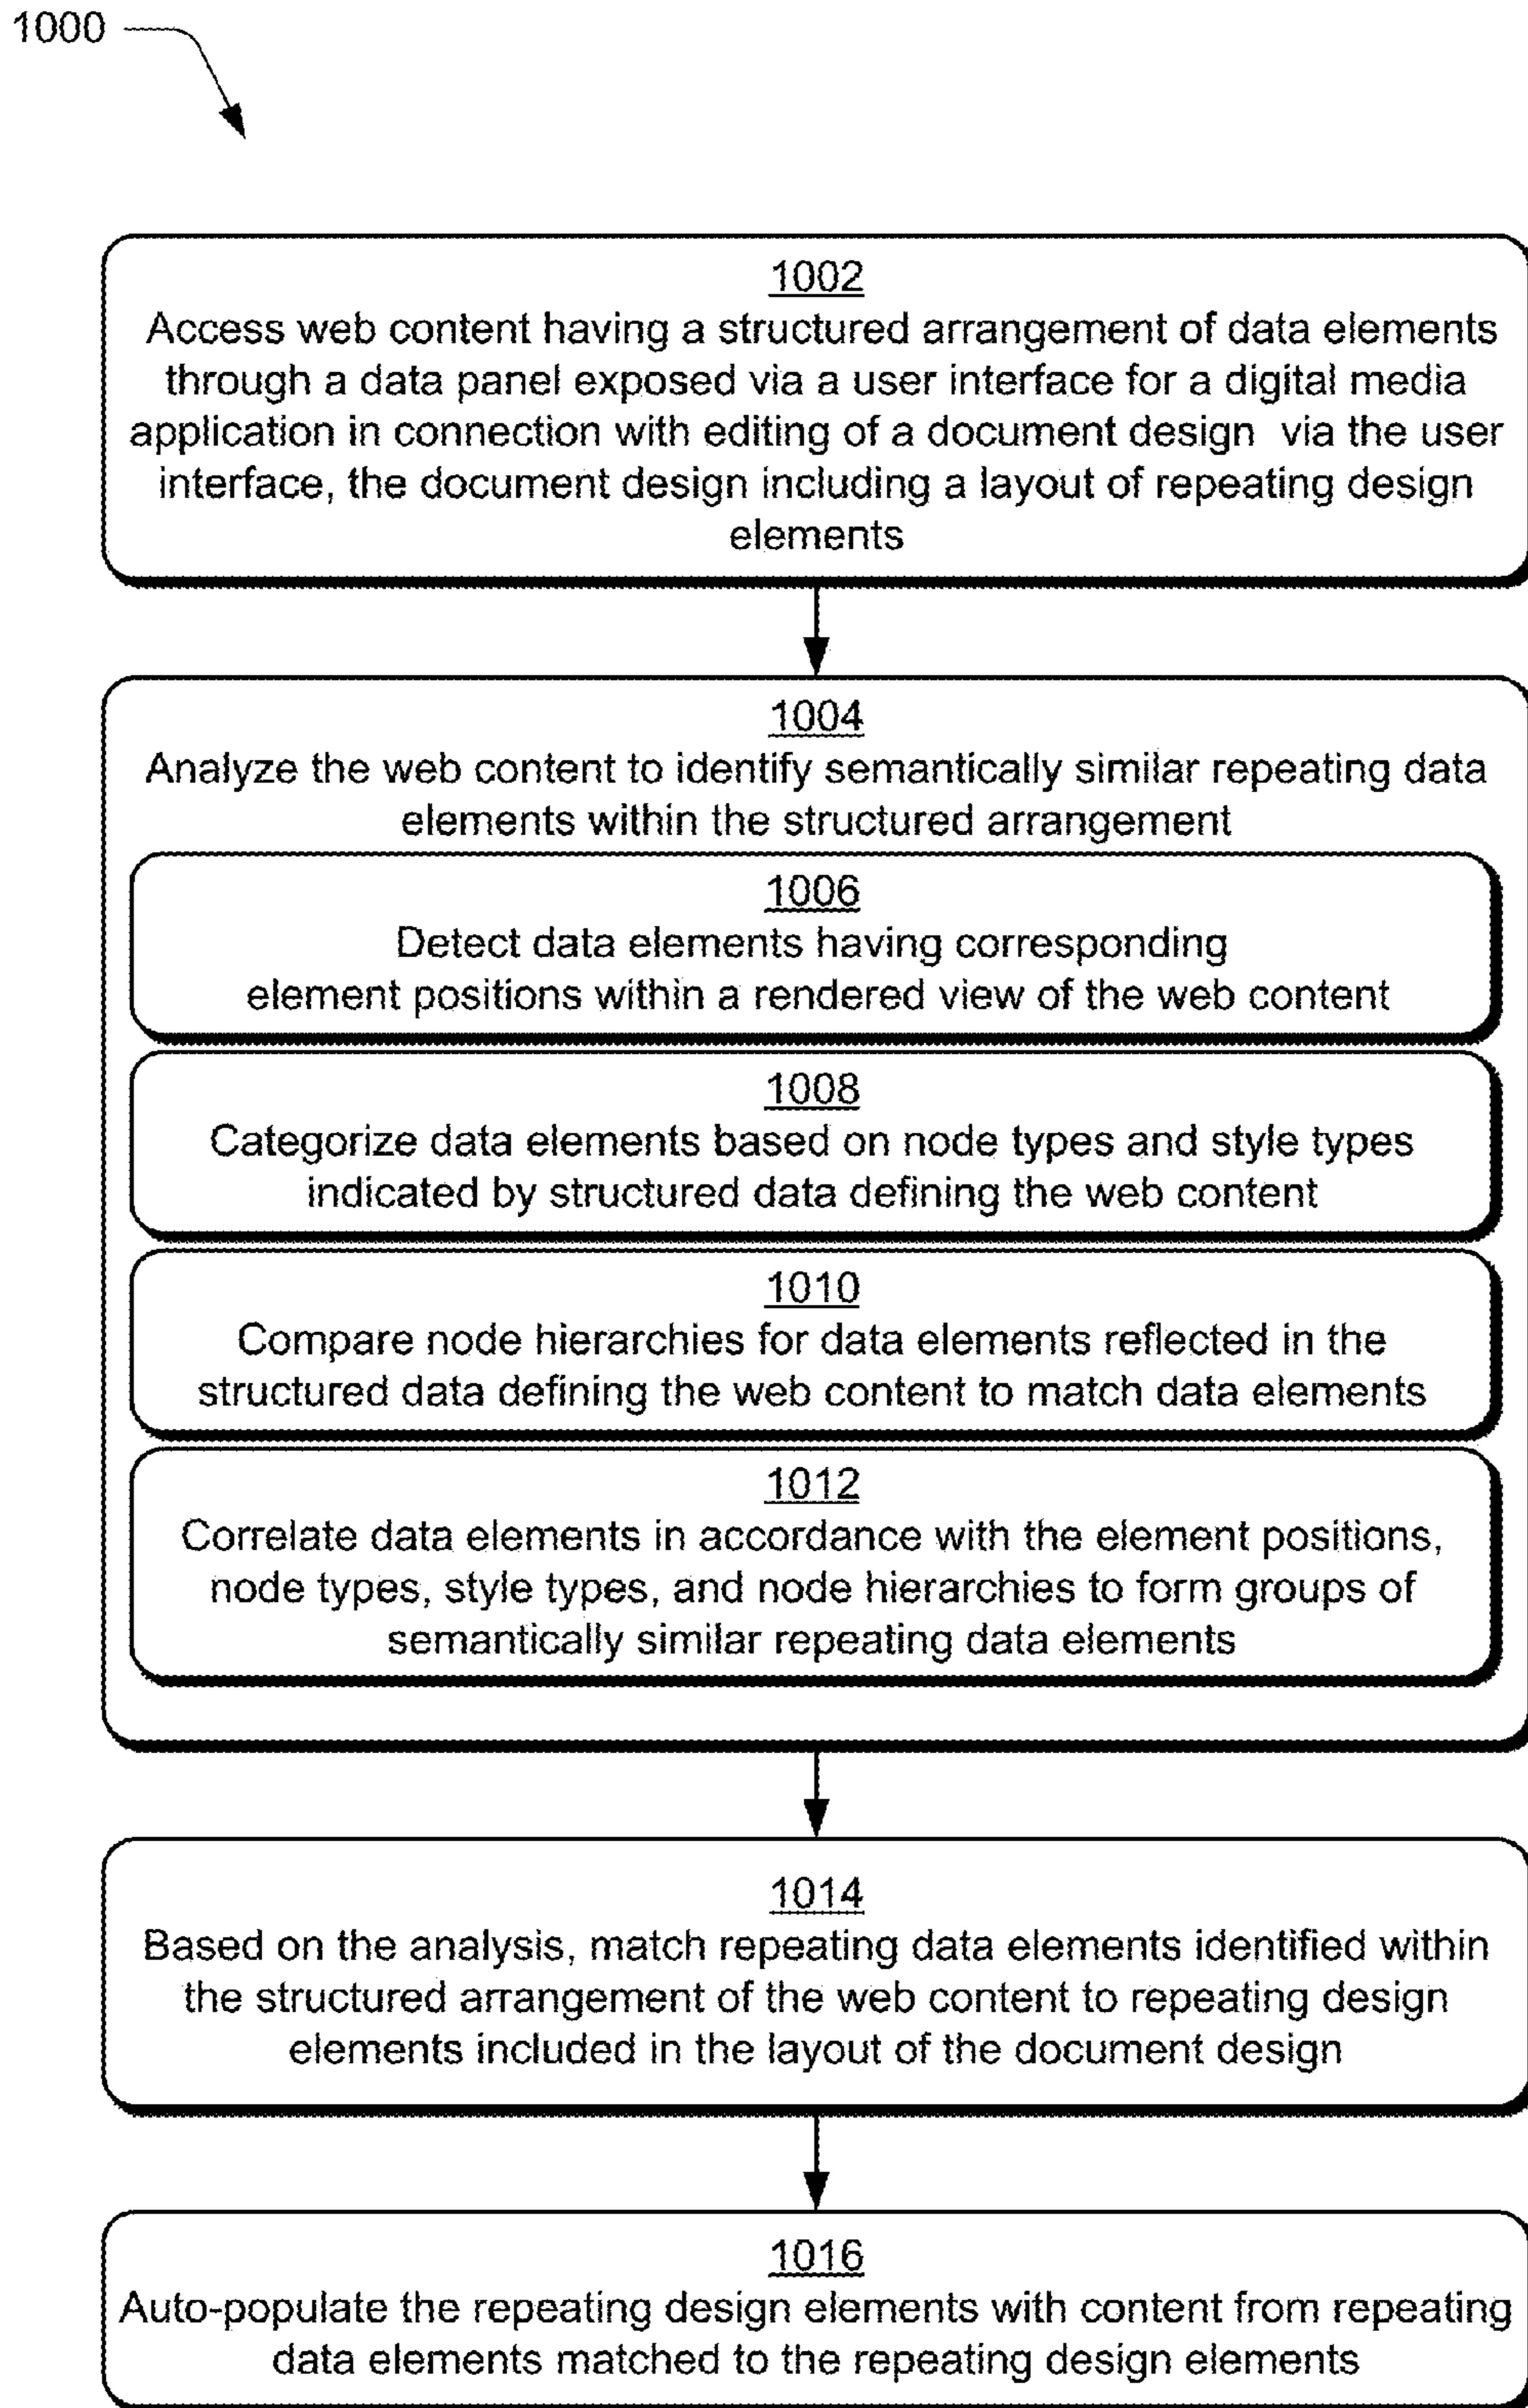 1000
1002
Access web content having a structured arrangement of data elements
through a data panel exposed via a user interface for a digital media
application in connection with editing of a document design via the user
interface, the document design including a layout of repeating design
elements
1004
Analyze the web content to identify semantically similar repeating data
elements within the structured arrangement
1006
Detect data elements having corresponding
element positions within a rendered view of the web content
1008
Categorize data elements based on node types and style types
indicated by structured data defining the web content
1010
Compare node hierarchies for data elements reflected in the
structured data defining the web content to match data elements
1012
Correlate data elements in accordance with the element positions,
node types, style types, and node hierarchies to form groups of
semantically similar repeating data elements
1014
Based on the analysis, match repeating data elements identified within
the structured arrangement of the web content to repeating design
elements included in the layout of the document design
1016
Auto-populate the repeating design elements with content from repeating
data elements matched to the repeating design elements